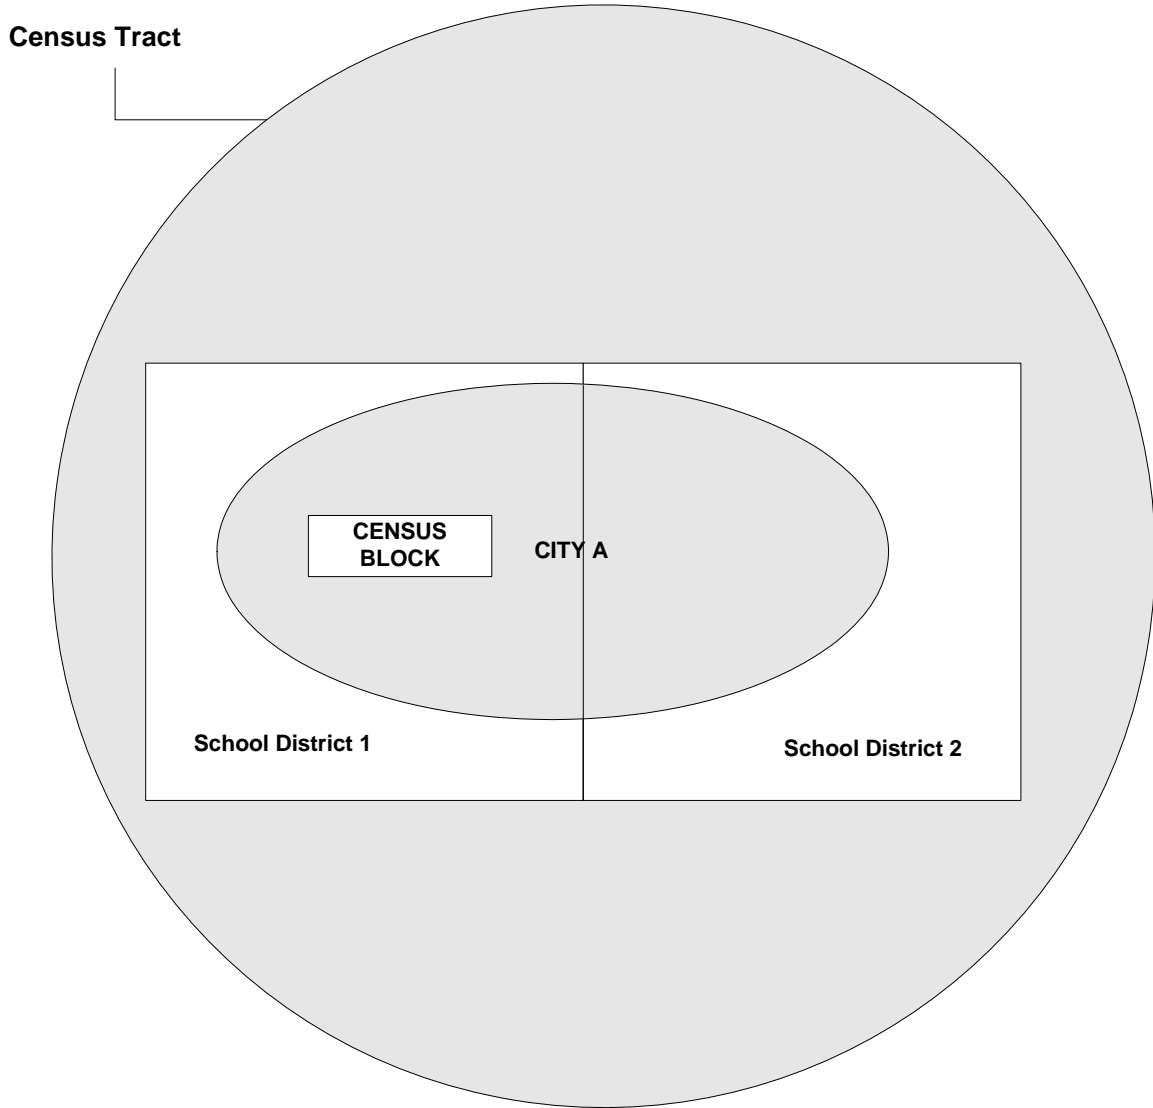 Census Tract
CENSUS
BLOCK
CITY A
School District 1
School District 2